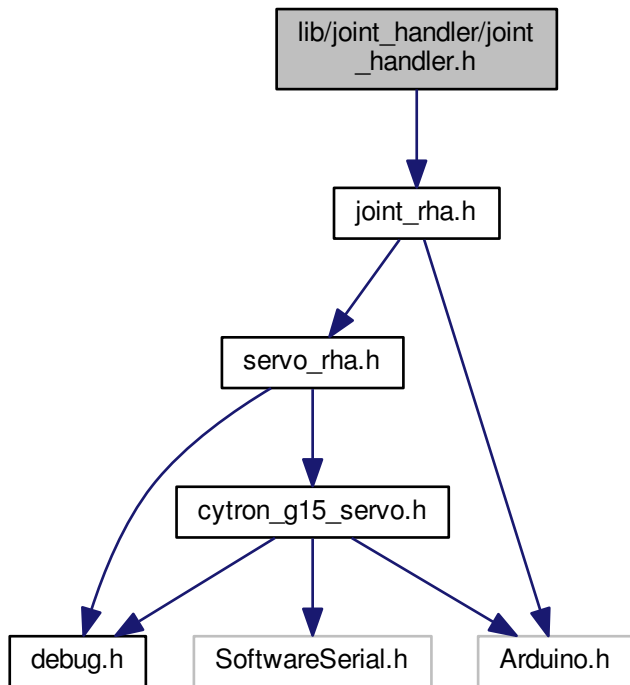 lib/joint_handler/joint
_handler.h
joint_rha.h
servo_rha.h
cytron_g15_servo.h
debug.h
SoftwareSerial.h
Arduino.h